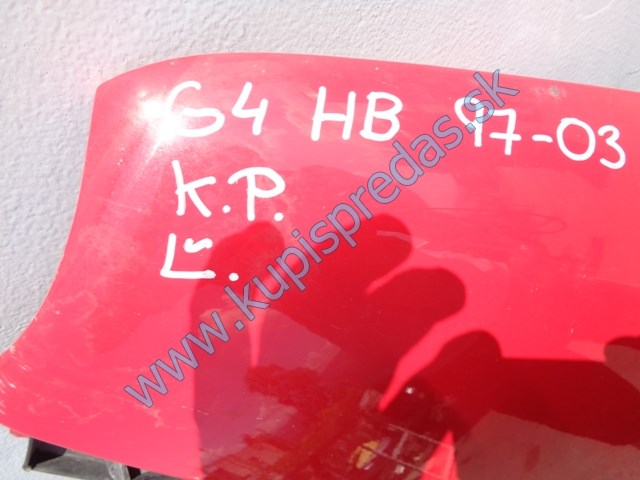 G4 HB 97-03
K.P.
Ľ.
www.kupispredas.sk